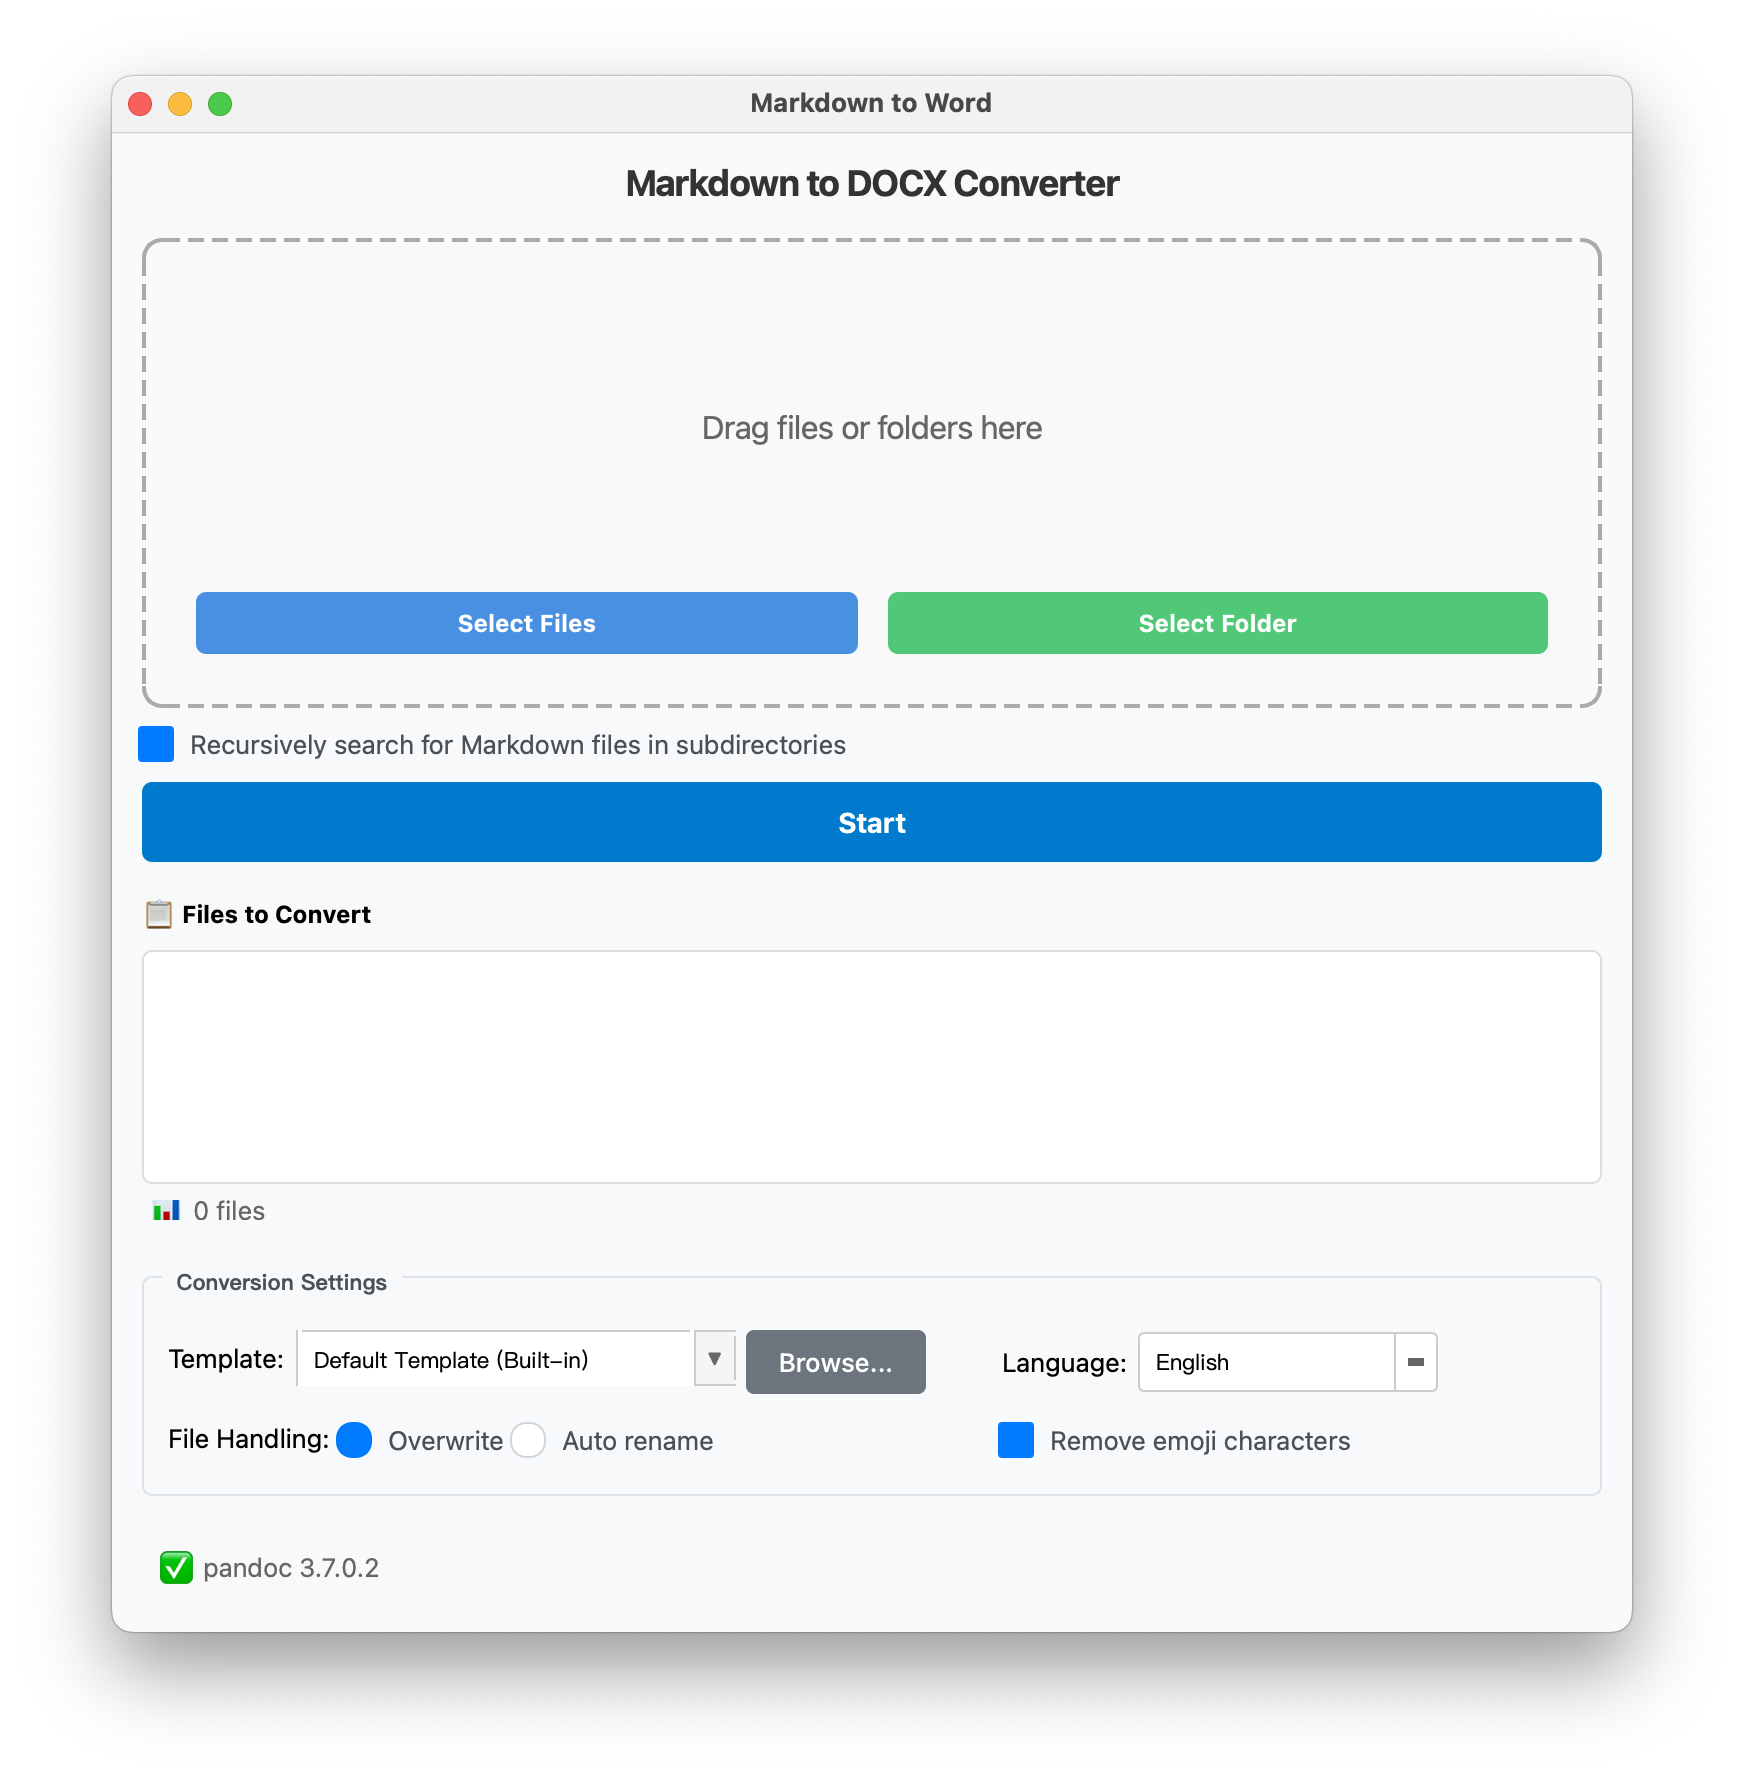 Markdown to Word
Markdown to DOCX Converter
Drag files or folders here
Select Files
Select Folder
Recursively search for Markdown files in subdirectories
Start
📋 Files to Convert
📊 0 files
Conversion Settings
Template: Default Template (Built-in) ▼ Browse... Language: English
File Handling: Overwrite Auto rename Remove emoji characters
✅ pandoc 3.7.0.2